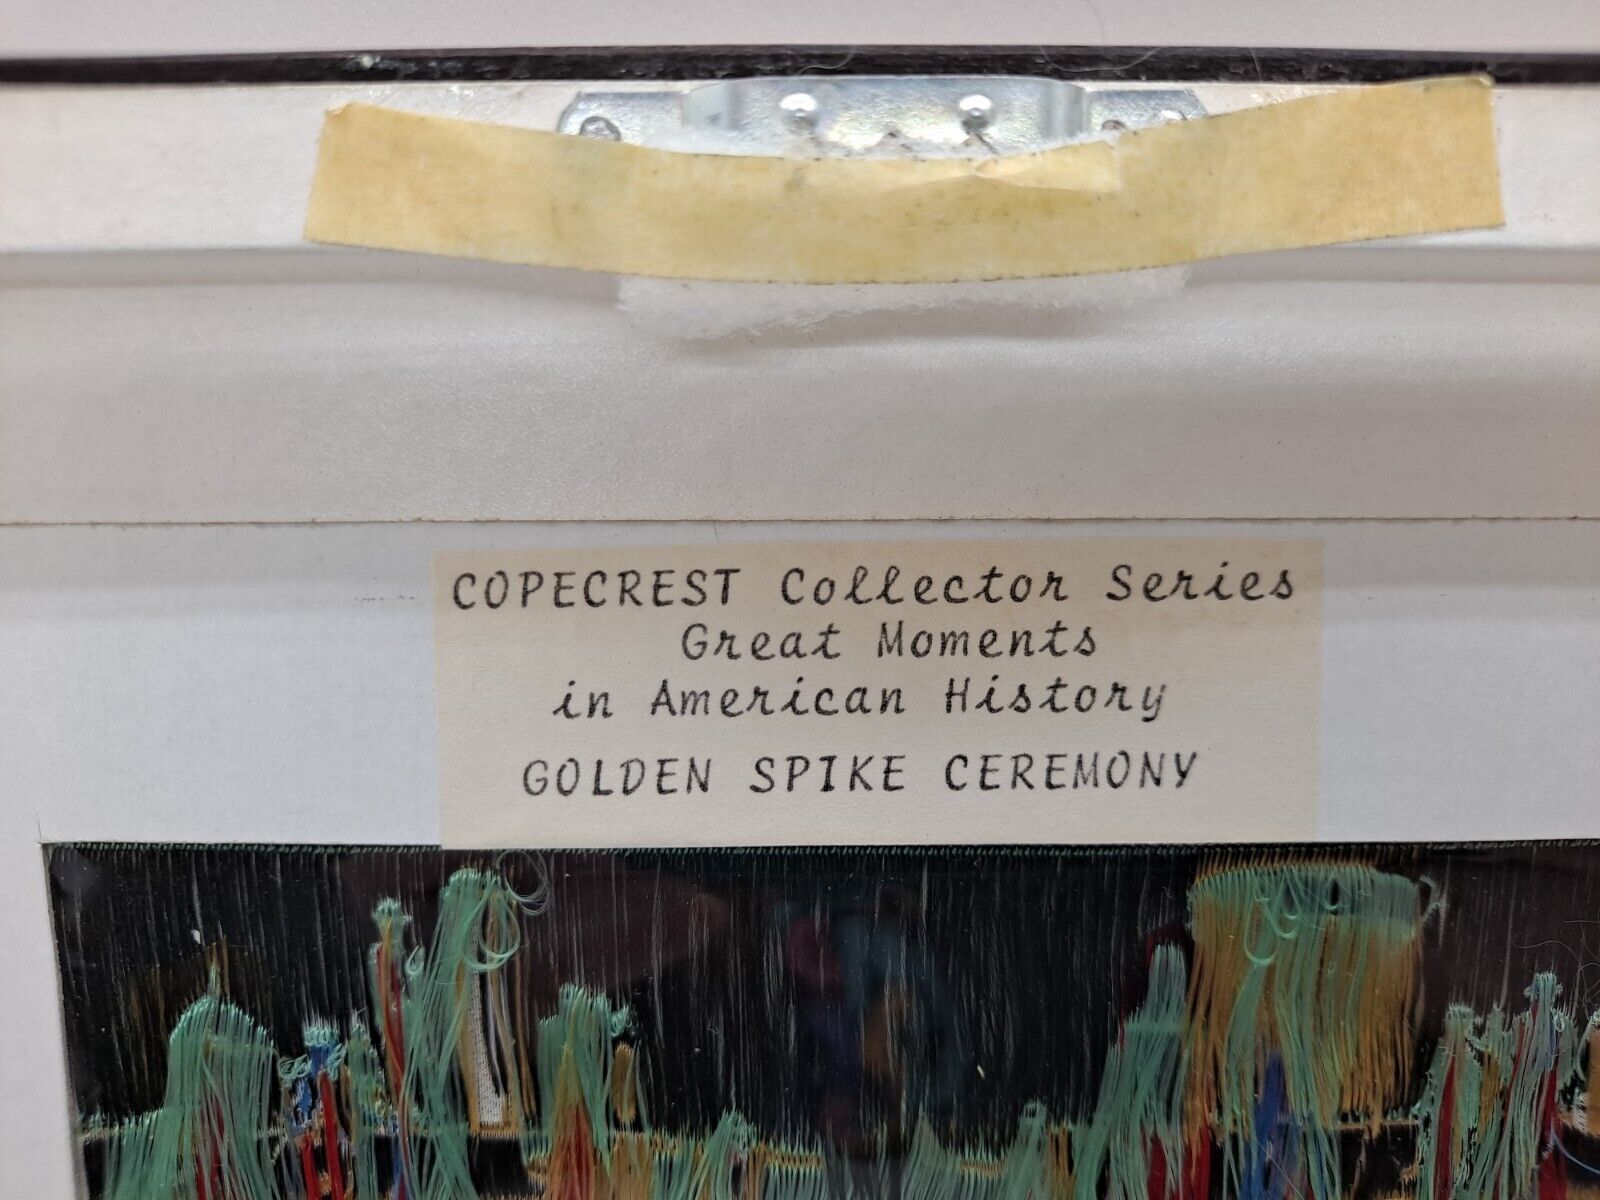 COPECREST Collector Series
Great Moments
in American History
GOLDEN SPIKE CEREMONY